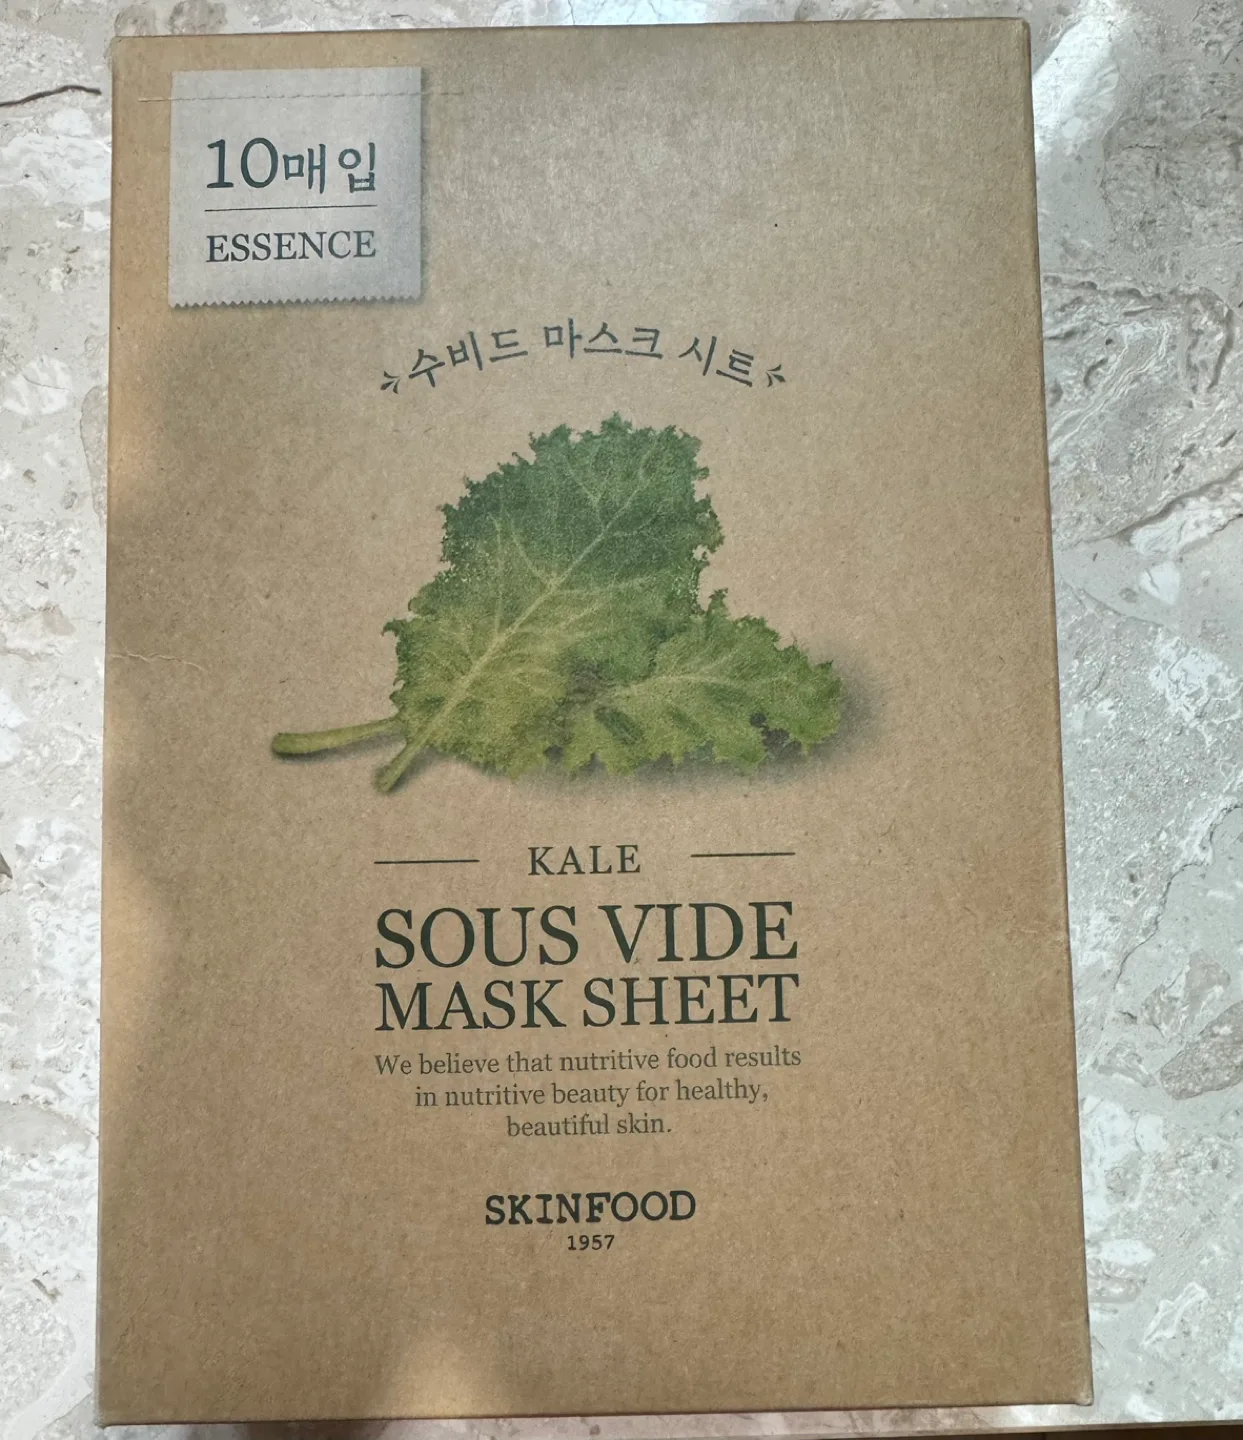 10매입
ESSENCE
수비드 마스크 시트
KALE
SOUS VIDE
MASK SHEET
We believe that nutritive food results
in nutritive beauty for healthy,
beautiful skin.
SKINFOOD
1957